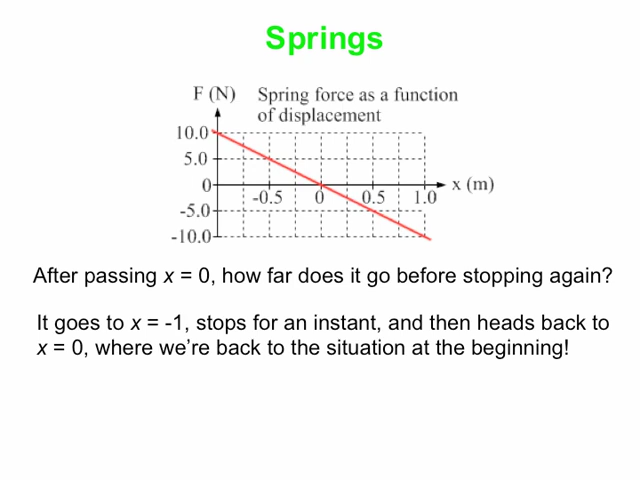 Springs
F (N) Spring force as a function
of displacement
10.0
5.0
0
-0.5 0 0.5 1.0 x (m)
-5.0
-10.0
After passing x = 0, how far does it go before stopping again?
It goes to x = -1, stops for an instant, and then heads back to
x = 0, where we’re back to the situation at the beginning!